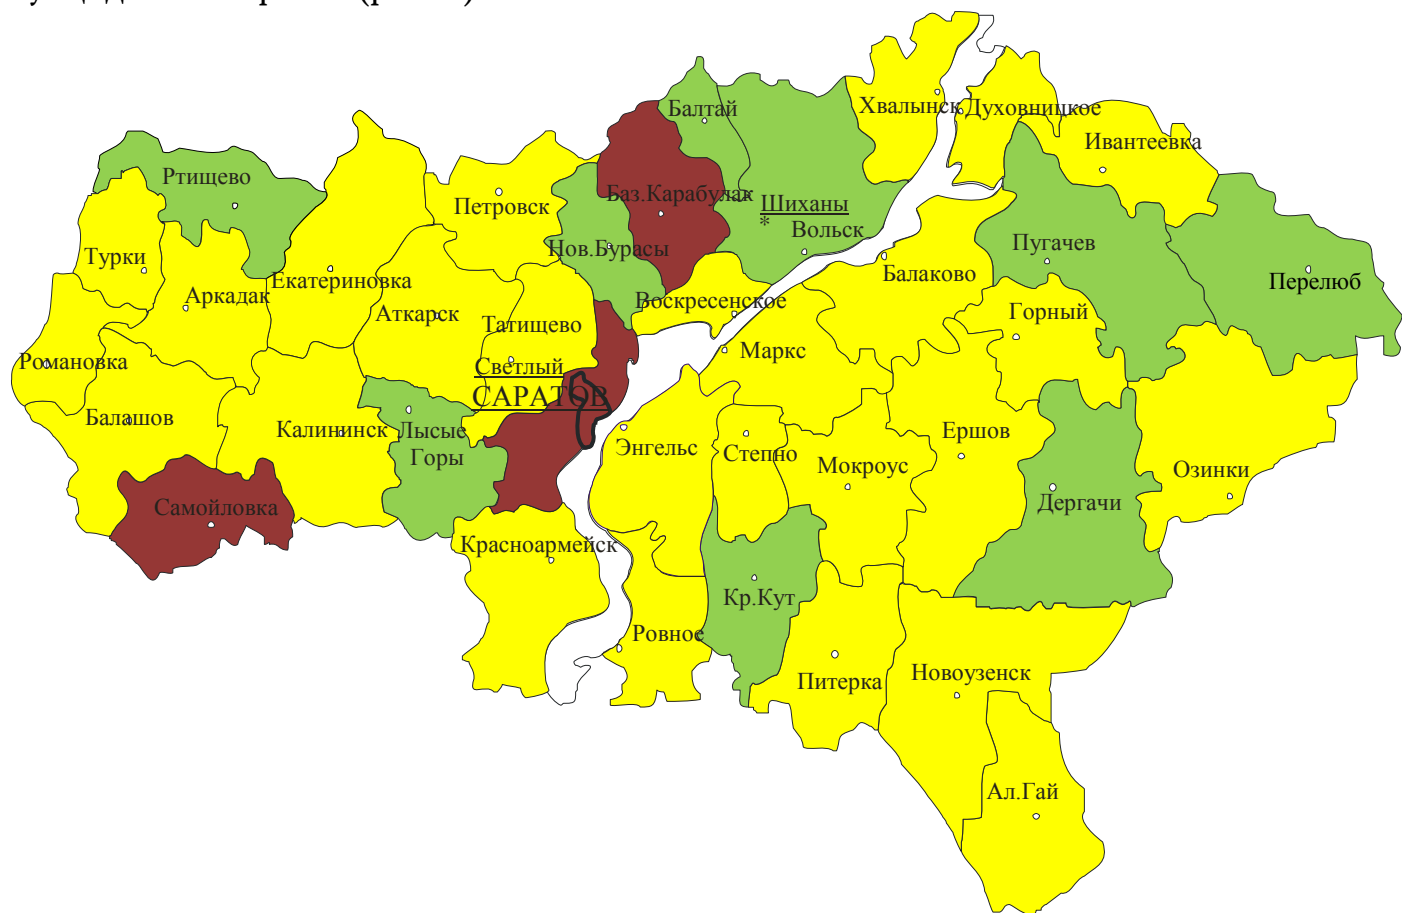 Хвалынск
Духовницкое
Балтай
Ивантеевка
Ртищево
Баз.Карабулак
Петровск
Шиханы
*
Вольск
Нов.Бурасы
Пугачев
Турки
Екатериновка
Балаково
Перелюб
Аркадак
Воскресенское
Горный
Аткарск
Татищево
Маркс
Романовка
Светлый
САРАТОВ
Балашов
Калининск
Лысые
Горы
Энгельс
Степно
Ершов
Мокроус
Озинки
Самойловка
Дергачи
Красноармейск
Кр.Кут
Ровное
Питерка
Новоузенск
Ал.Гай